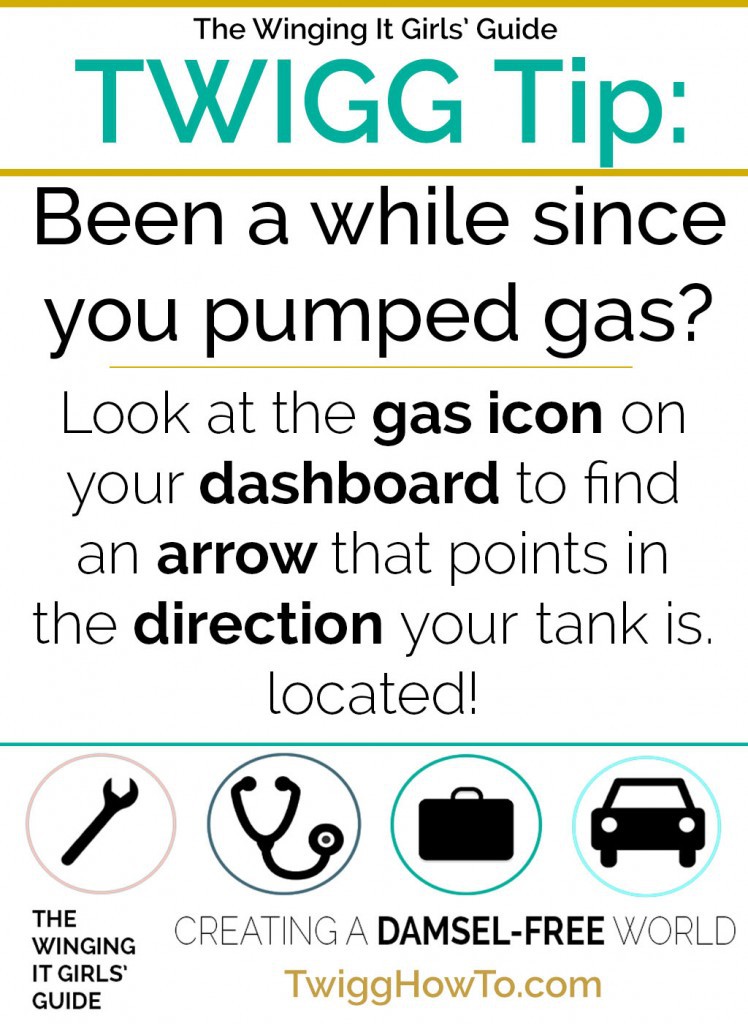 The Winging It Girls' Guide
TWIGG Tip:
Been a while since
you pumped gas?
Look at the gas icon on
your dashboard to find
an arrow that points in
the direction your tank is.
located!
THE
WINGING
IT GIRLS'
GUIDE
CREATING A DAMSEL-FREE WORLD
TwiggHowTo.com